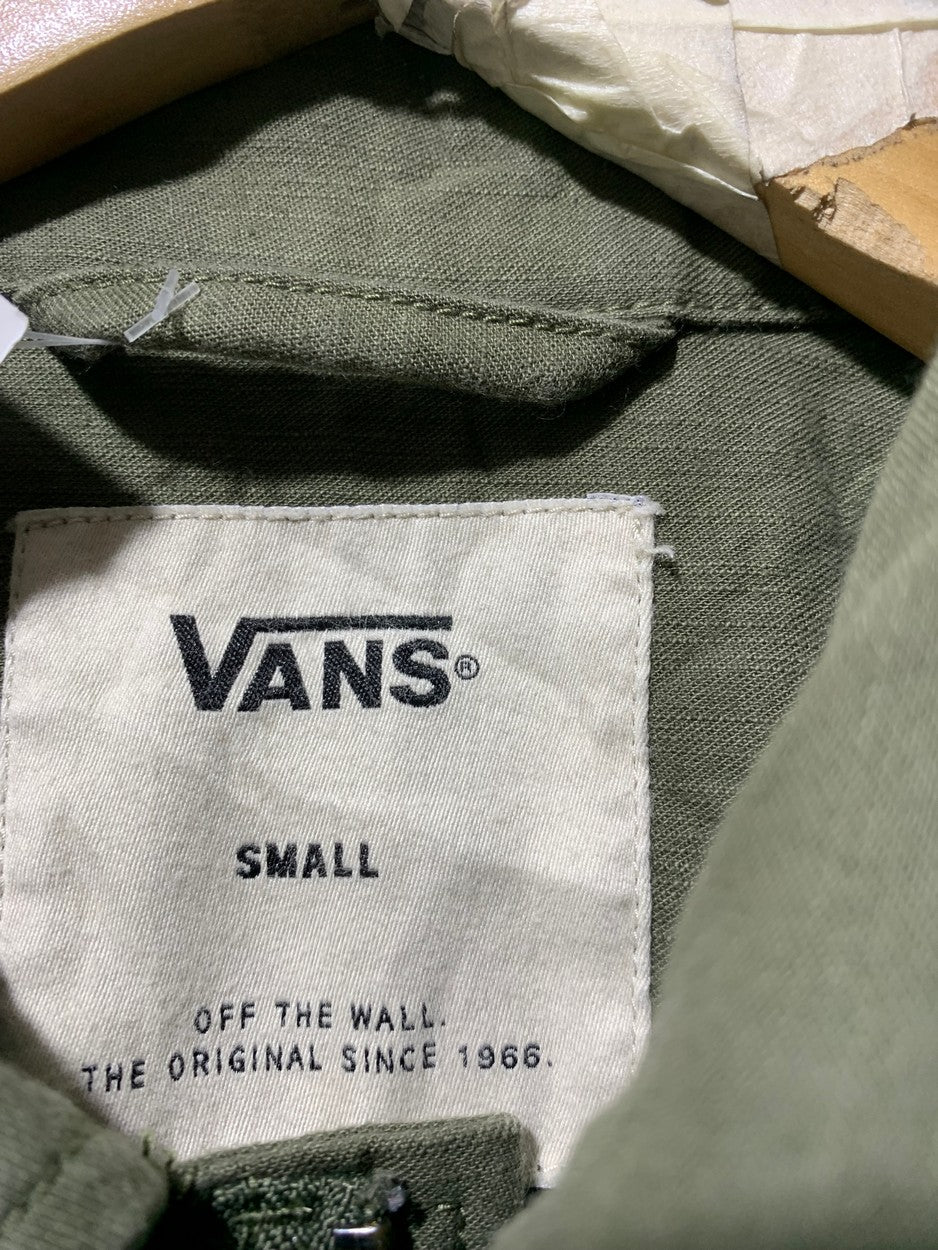 VANS®
SMALL
OFF THE WALL.
THE ORIGINAL SINCE 1966.